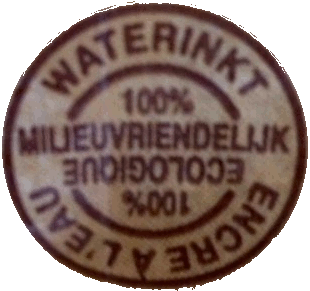 WATERINKT
100%
MILIEUVRIENDELIJK
ECOLOGIQUE
100%
ENCRE À L'EAU